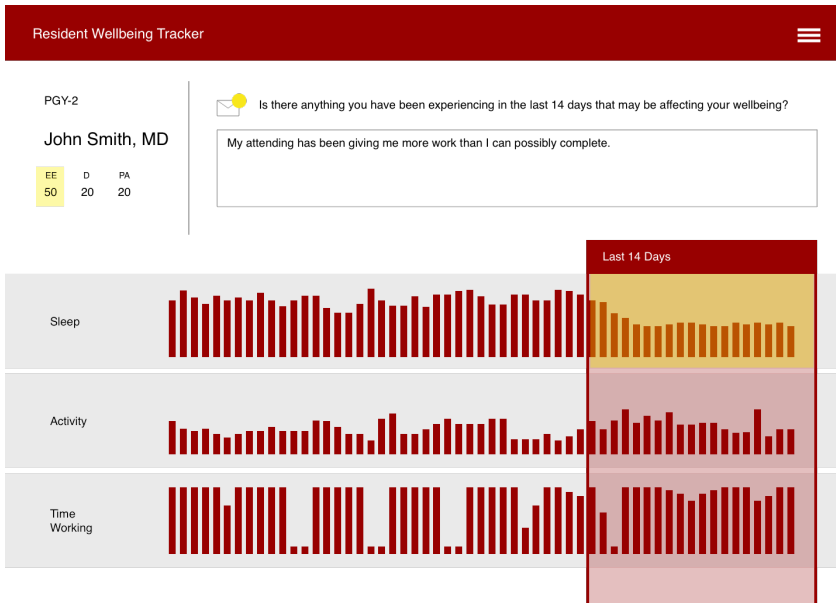 Resident Wellbeing Tracker
PGY-2
John Smith, MD
EE D PA
50 20 20
Is there anything you have been experiencing in the last 14 days that may be affecting your wellbeing?
My attending has been giving me more work than I can possibly complete.
Last 14 Days
Sleep
Activity
Time
Working